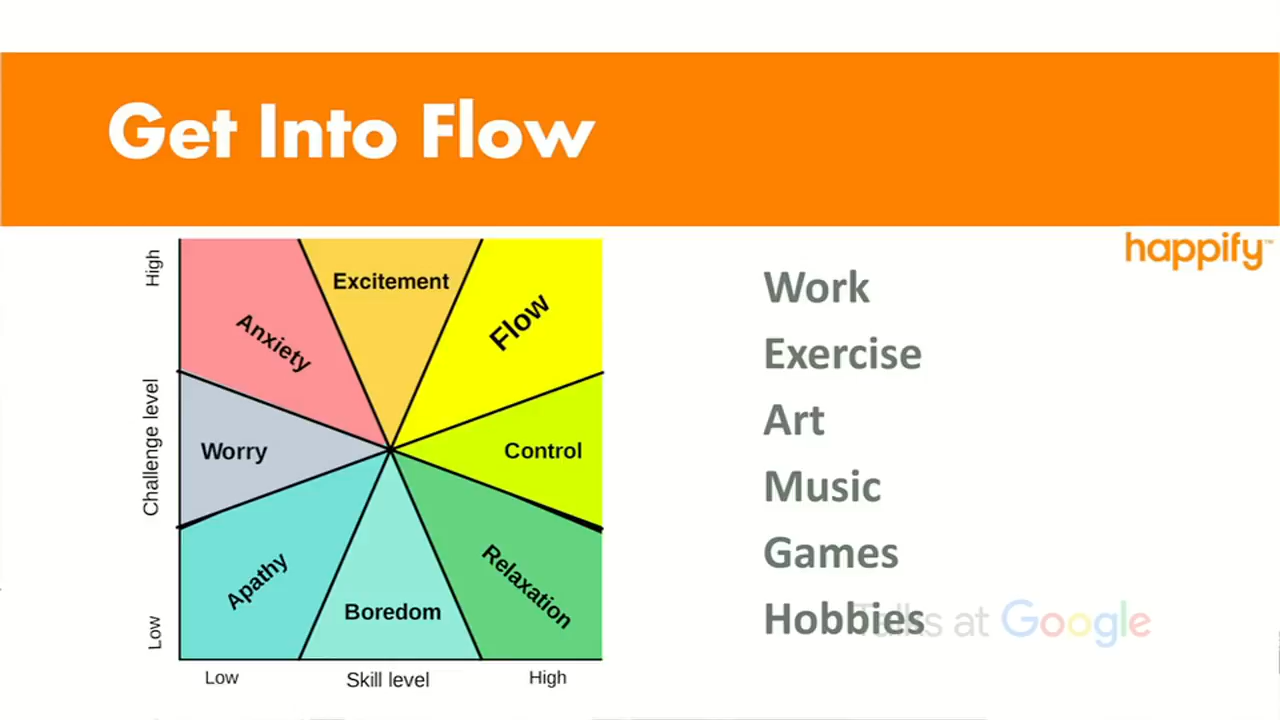 Get Into Flow
happify™
High
Challenge level
Low
Excitement
Anxiety
Flow
Worry
Control
Apathy
Relaxation
Boredom
Low
Skill level
High
Work
Exercise
Art
Music
Games
Hobbies
Talks at Google